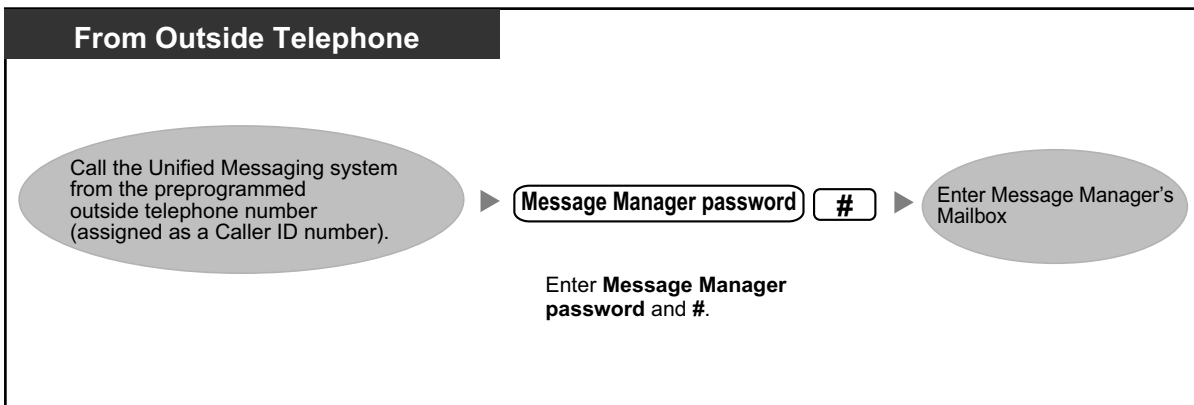 From Outside Telephone
Call the Unified Messaging system
from the preprogrammed
outside telephone number
(assigned as a Caller ID number).
Message Manager password
#
Enter Message Manager
password and #.
Enter Message Manager's
Mailbox